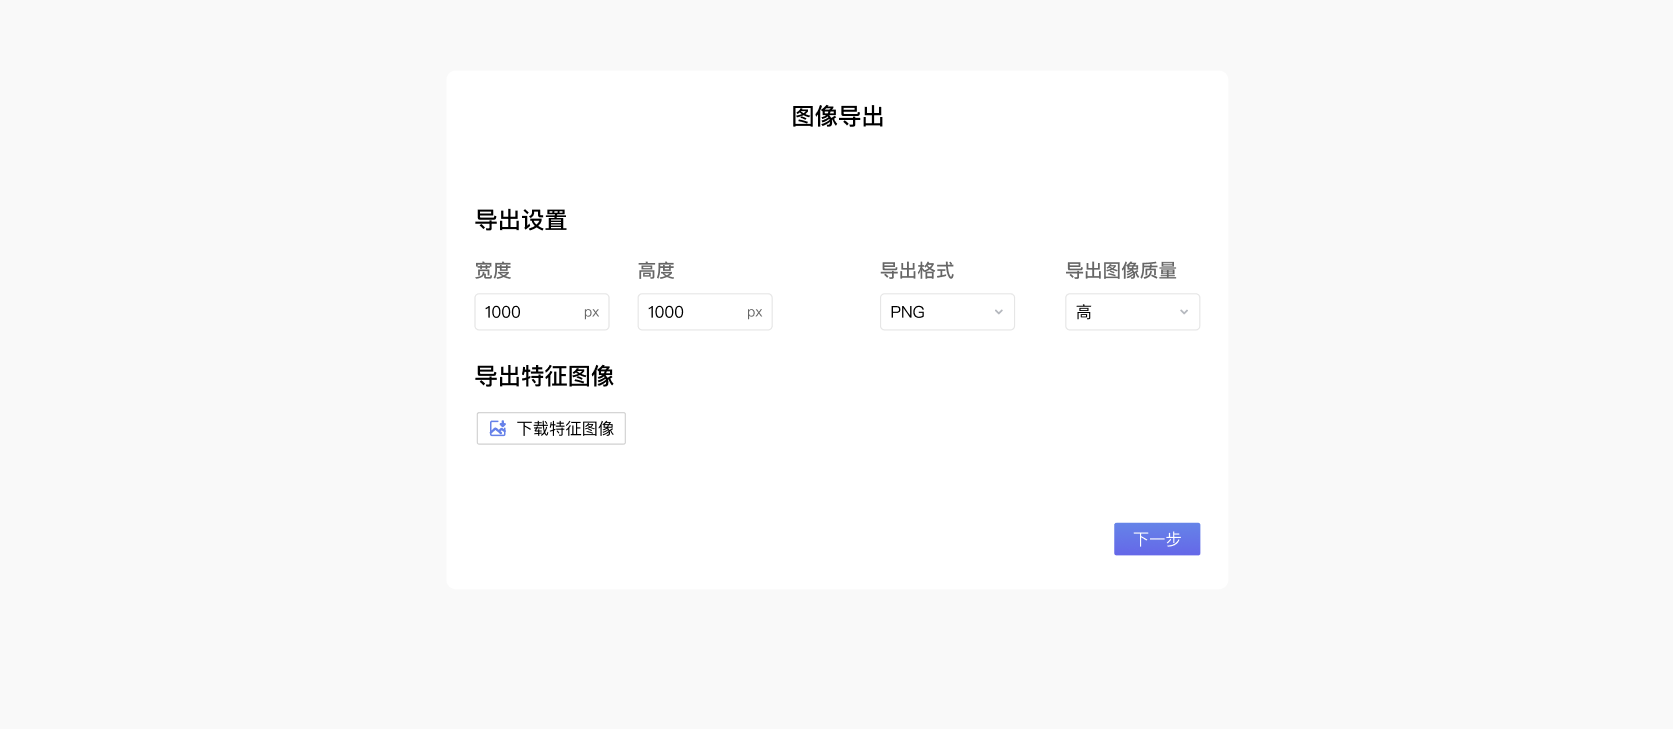 图像导出
导出设置
宽度 高度 导出格式 导出图像质量
1000 px 1000 px PNG 高
导出特征图像
下载特征图像
下一步